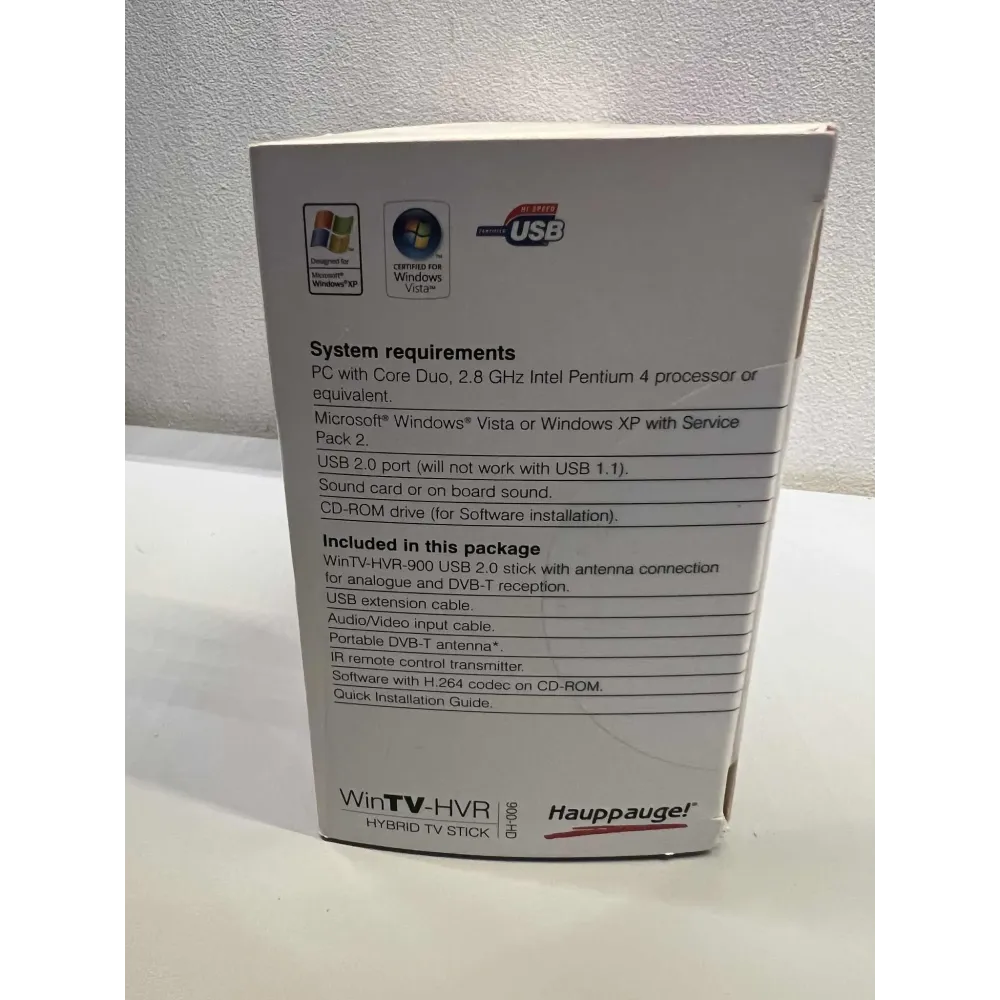 Designed for
Microsoft®
Windows®XP
CERTIFIED FOR
Windows
Vista™
HI-SPEED
CERTIFIED
USB
System requirements
PC with Core Duo, 2.8 GHz Intel Pentium 4 processor or
equivalent.
Microsoft® Windows® Vista or Windows XP with Service
Pack 2.
USB 2.0 port (will not work with USB 1.1).
Sound card or on board sound.
CD-ROM drive (for Software installation).
Included in this package
WinTV-HVR-900 USB 2.0 stick with antenna connection
for analogue and DVB-T reception.
USB extension cable.
Audio/Video input cable.
Portable DVB-T antenna*.
IR remote control transmitter.
Software with H.264 codec on CD-ROM.
Quick Installation Guide.
WinTV-HVR
HYBRID TV STICK
900-HD
Hauppauge!®